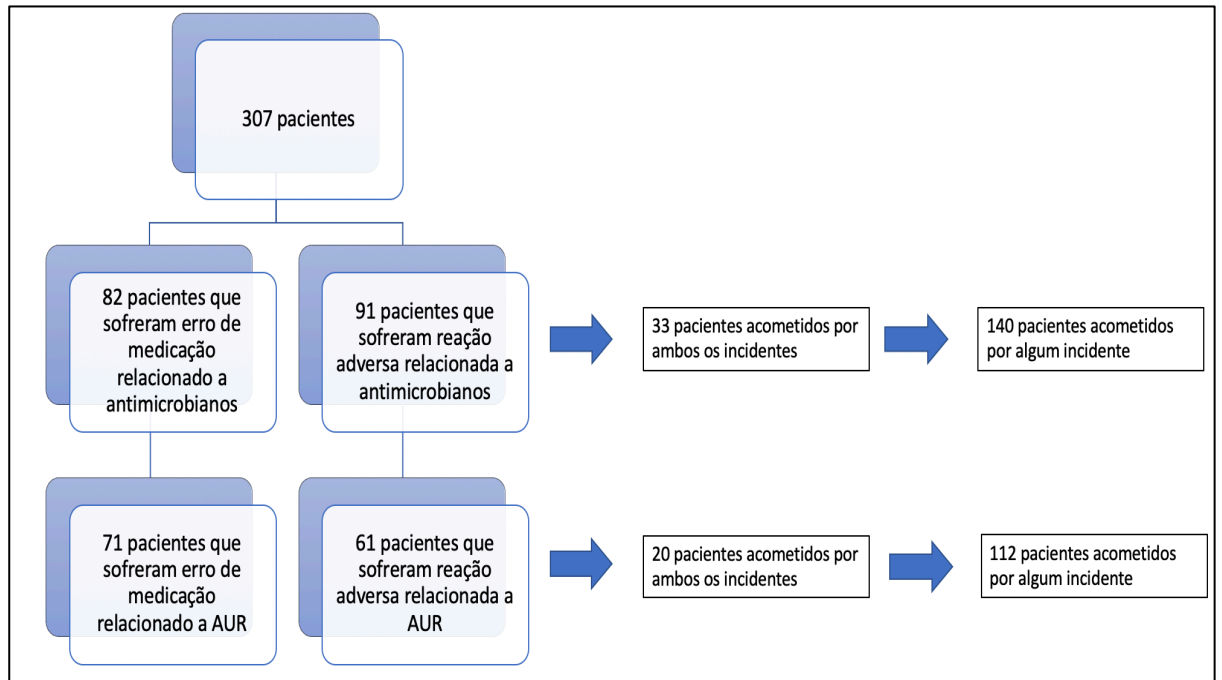 307 pacientes
82 pacientes que
sofreram erro de
medicação
relacionado a
antimicrobianos
91 pacientes que
sofreram reação
adversa relacionada a
antimicrobianos
33 pacientes acometidos por
ambos os incidentes
140 pacientes acometidos
por algum incidente
71 pacientes que
sofreram erro de
medicação
relacionado a AUR
61 pacientes que
sofreram reação
adversa relacionada a
AUR
20 pacientes acometidos por
ambos os incidentes
112 pacientes acometidos
por algum incidente